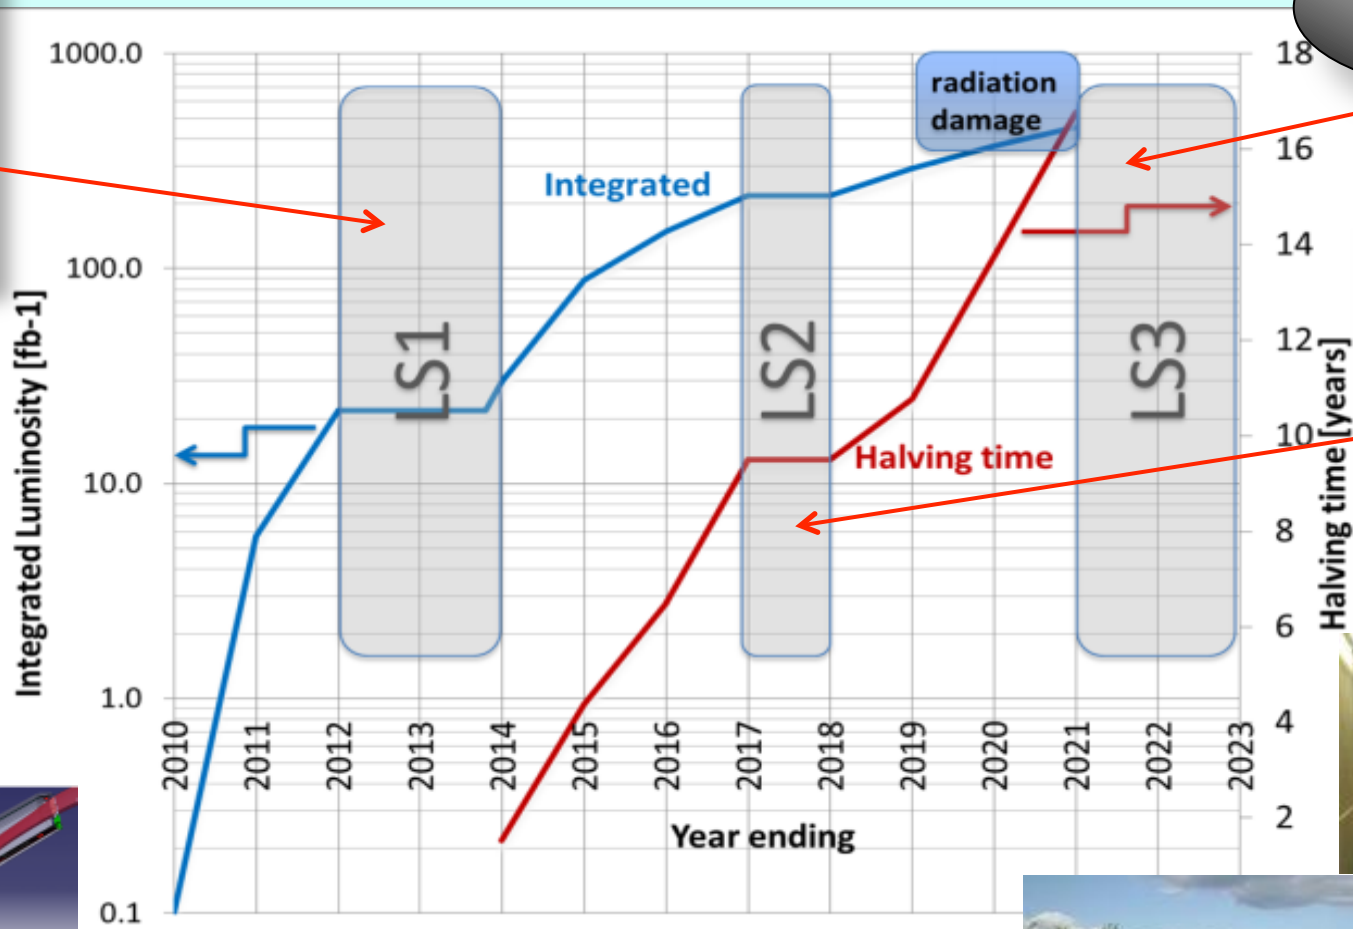 1000.0
100.0
10.0
1.0
0.1
Integrated Luminosity [fb-1]
18
16
14
12
10
8
6
4
2
Halving time [years]
radiation
damage
Integrated
LS1
LS2
LS3
Halving time
2010
2011
2012
2013
2014
2015
2016
2017
2018
2019
2020
2021
2022
2023
Year ending